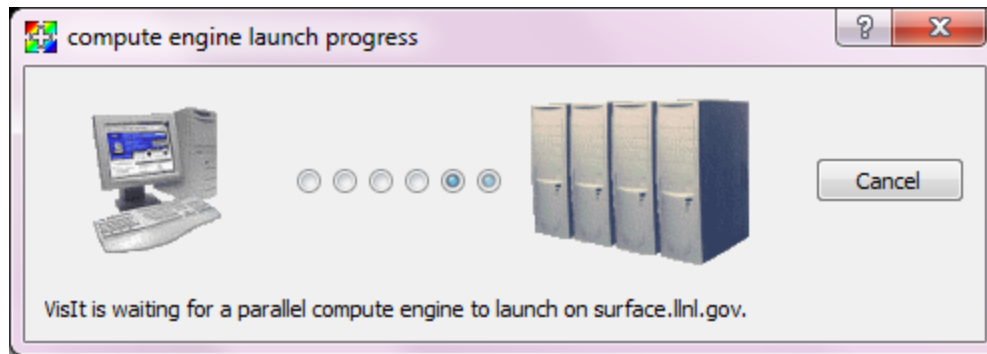 compute engine launch progress
Cancel
VisIt is waiting for a parallel compute engine to launch on surface.llnl.gov.